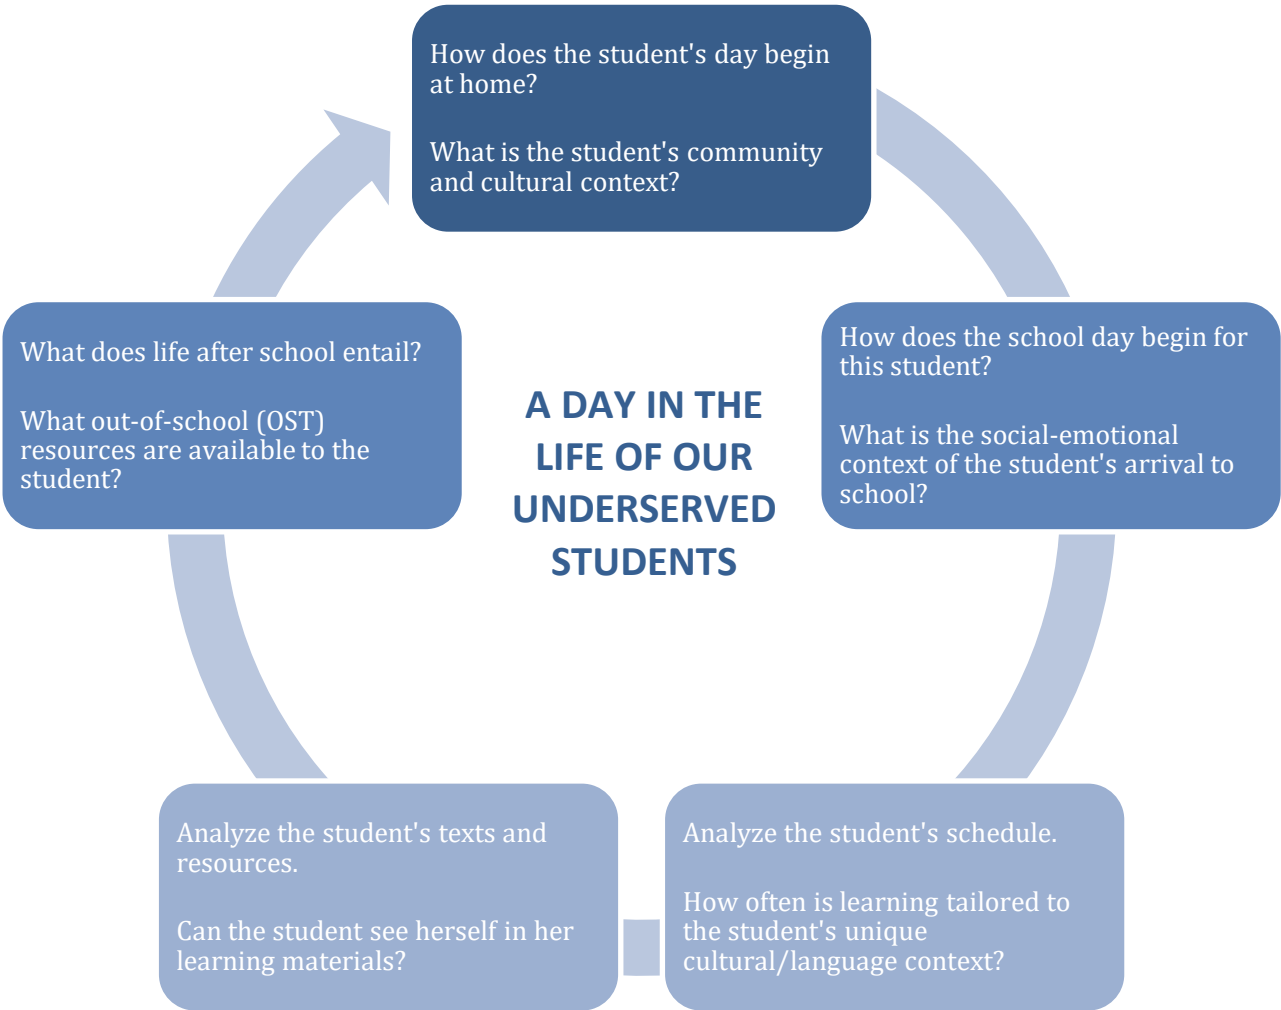 How does the student's day begin
at home?
What is the student's community
and cultural context?
How does the school day begin for
this student?
What is the social-emotional
context of the student's arrival to
school?
Analyze the student's schedule.
How often is learning tailored to
the student's unique
cultural/language context?
Analyze the student's texts and
resources.
Can the student see herself in her
learning materials?
What does life after school entail?
What out-of-school (OST)
resources are available to the
student?
A DAY IN THE
LIFE OF OUR
UNDERSERVED
STUDENTS